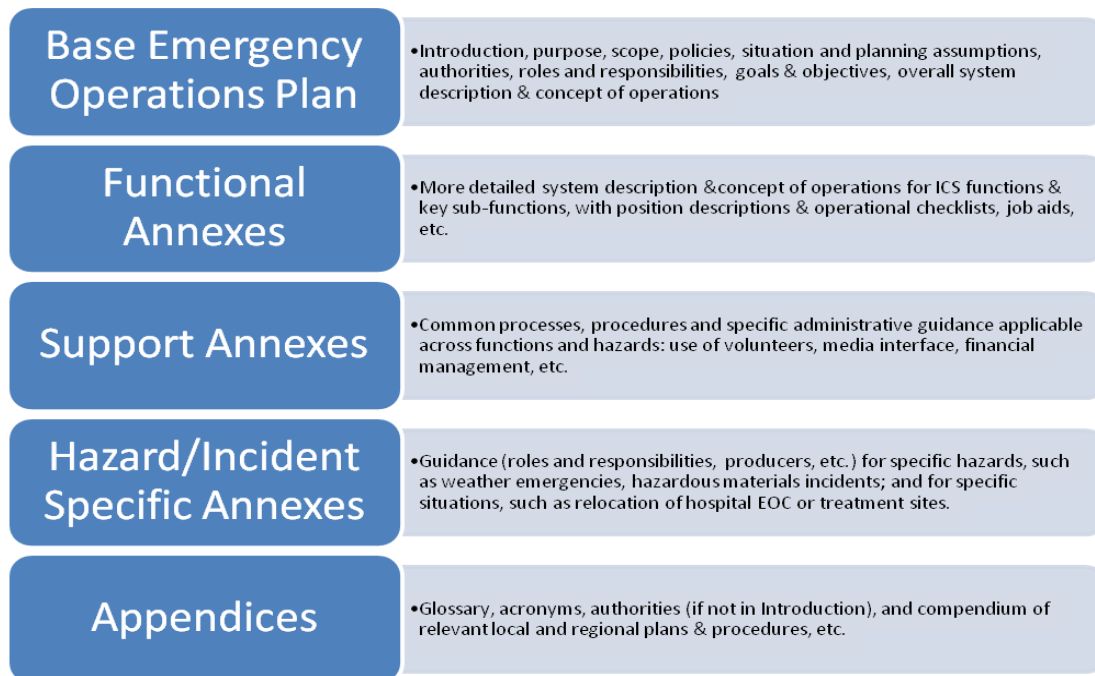 Base Emergency
Operations Plan
•Introduction, purpose, scope, policies, situation and planning assumptions,
authorities, roles and responsibilities, goals & objectives, overall system
description & concept of operations
Functional
Annexes
•More detailed system description &concept of operations for ICS functions &
key sub-functions, with position descriptions & operational checklists, job aids,
etc.
Support Annexes
•Common processes, procedures and specific administrative guidance applicable
across functions and hazards: use of volunteers, media interface, financial
management, etc.
Hazard/Incident
Specific Annexes
•Guidance (roles and responsibilities, producers, etc.) for specific hazards, such
as weather emergencies, hazardous materials incidents; and for specific
situations, such as relocation of hospital EOC or treatment sites.
Appendices
•Glossary, acronyms, authorities (if not in Introduction), and compendium of
relevant local and regional plans & procedures, etc.